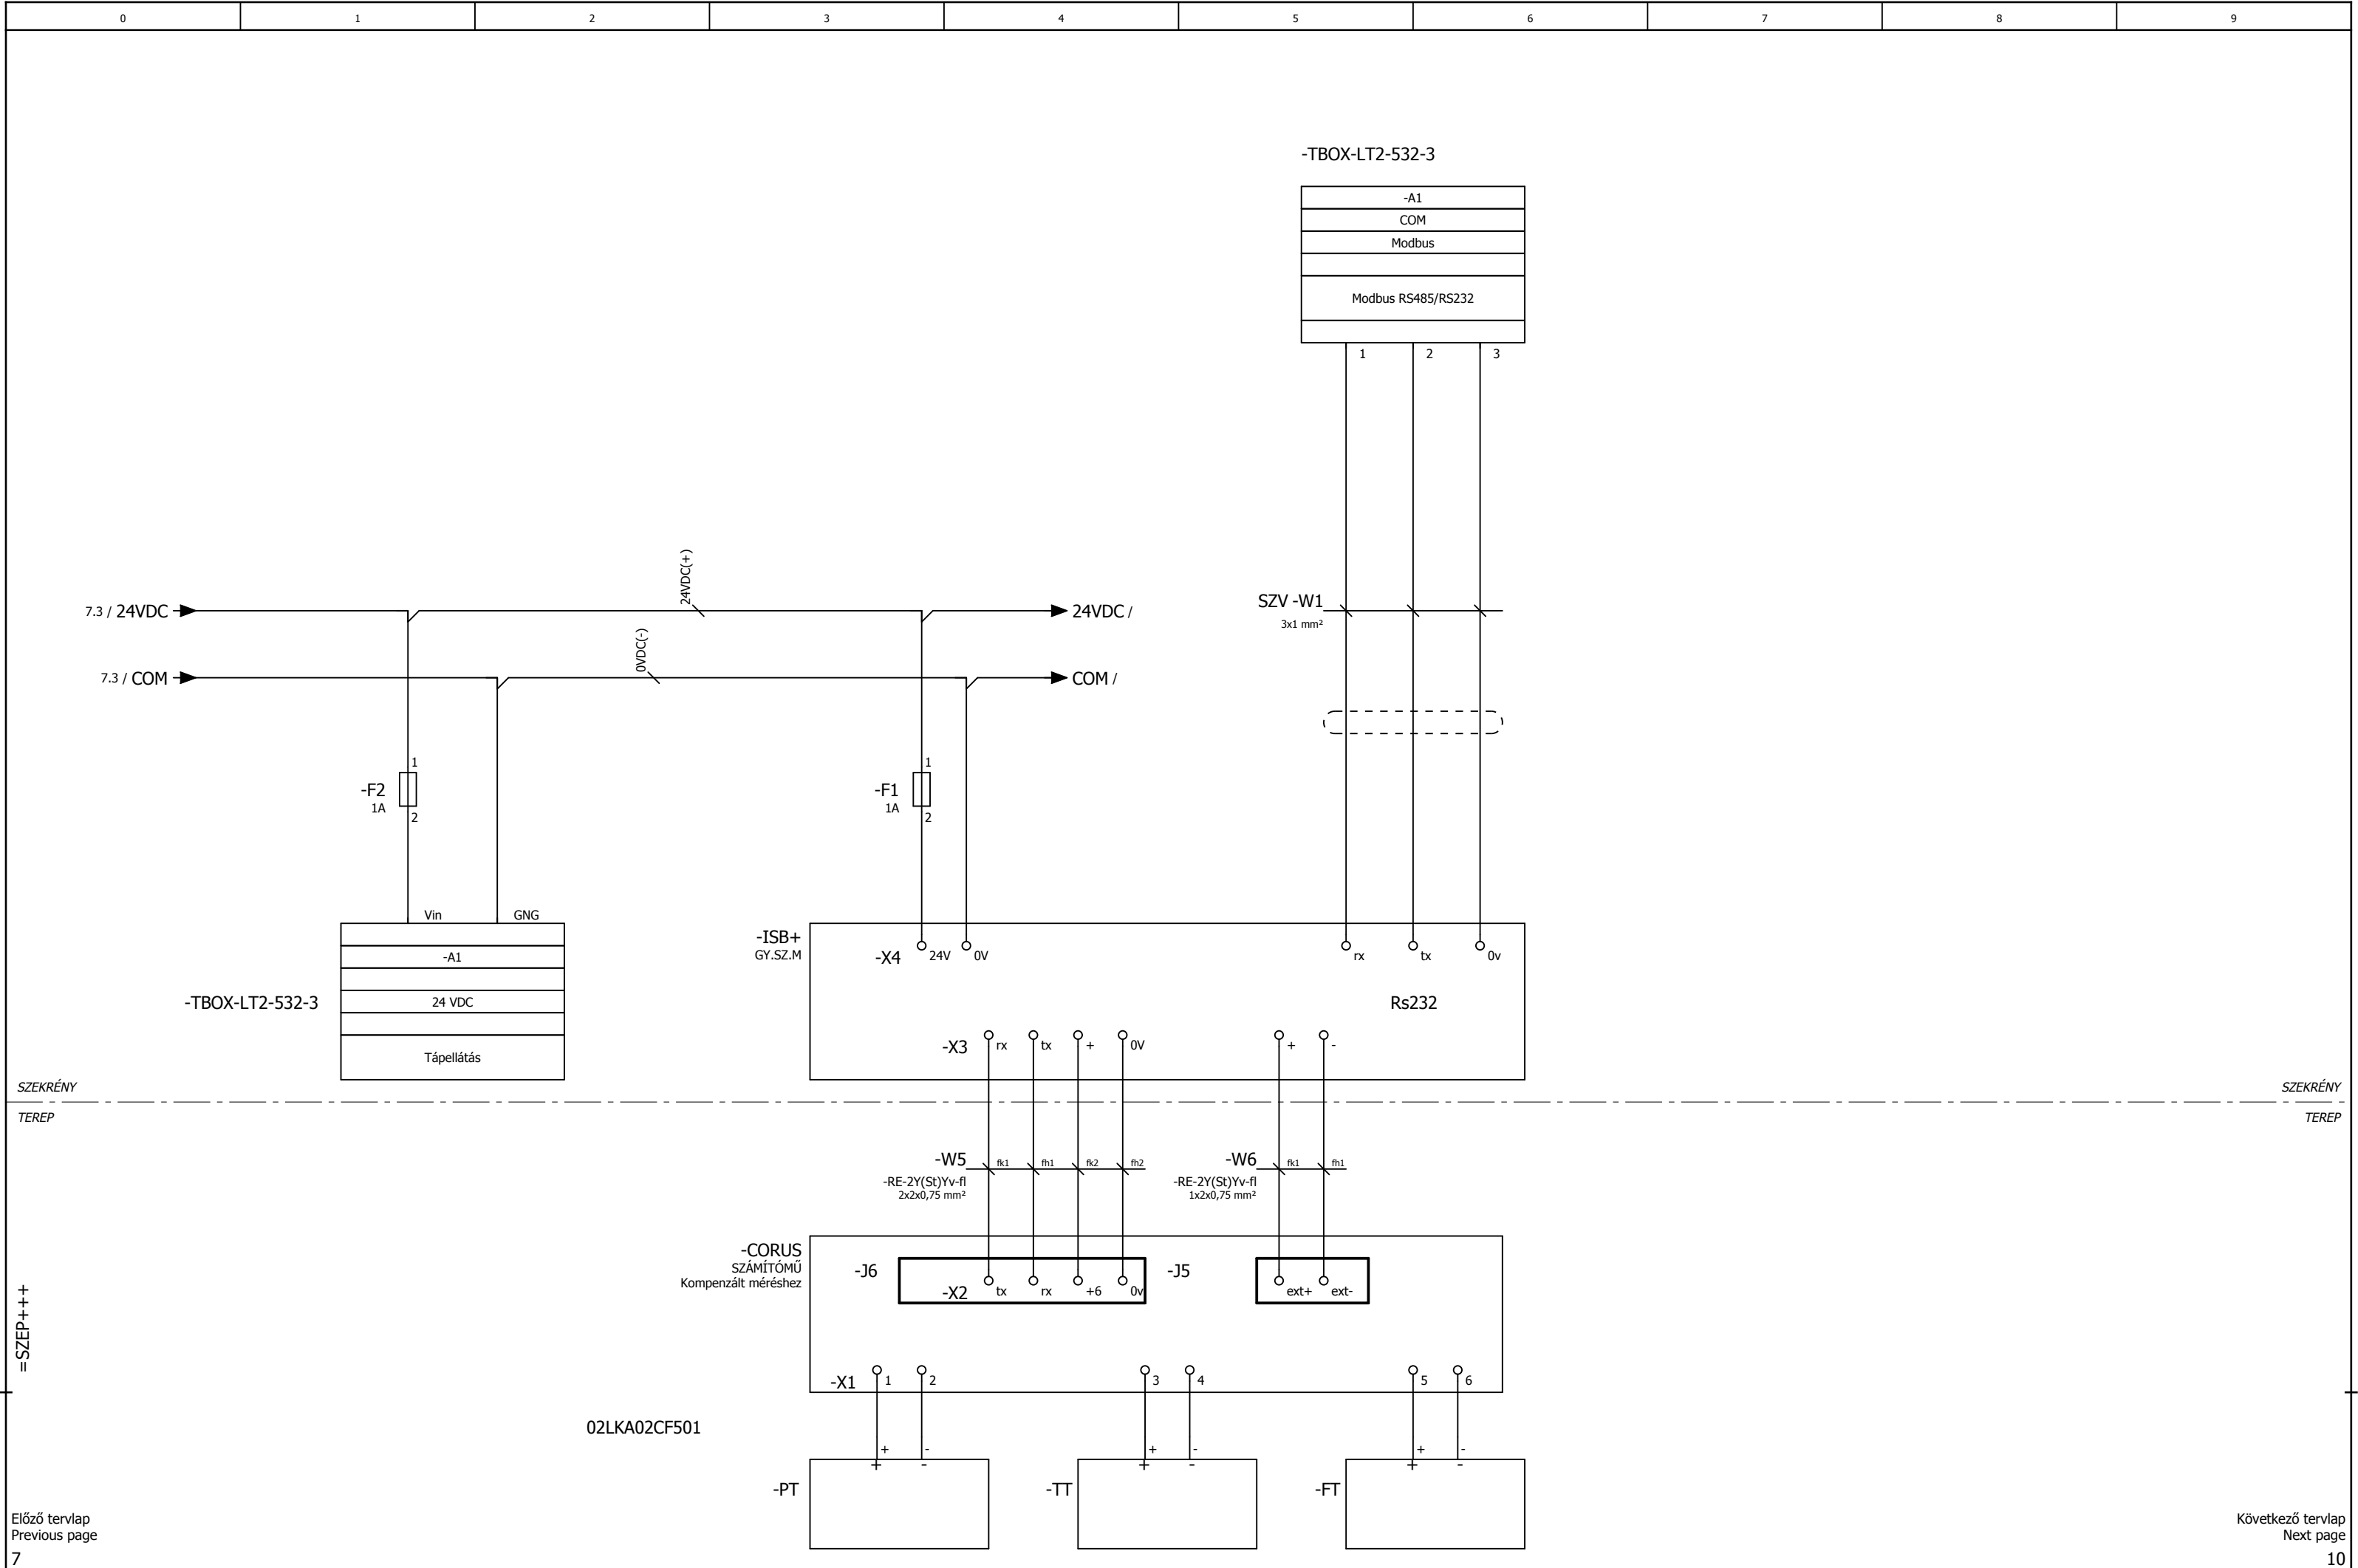 0 1 2 3 4 5 6 7 8 9
-TBOX-LT2-532-3
-A1
COM
Modbus
Modbus RS485/RS232
1 2 3
24VDC(+)
7.3 / 24VDC
24VDC /
SZV -W1
3x1 mm²
0VDC(-)
7.3 / COM
COM /
1
-F2
1A
2
1
-F1
1A
2
Vin GNG
-A1
-TBOX-LT2-532-3
24 VDC
Tápellátás
-ISB+
GY.SZ.M
-X4 24V 0V
rx tx 0v
Rs232
-X3 rx tx + 0V
+ -
SZEKRÉNY
SZEKRÉNY
TEREP
TEREP
-W5 fk1 fh1 fk2 fh2
-RE-2Y(St)Yv-fl
2x2x0,75 mm²
-W6 fk1 fh1
-RE-2Y(St)Yv-fl
1x2x0,75 mm²
-CORUS
SZÁMÍTÓMŰ
Kompenzált méréshez
-J6
-X2 tx rx +6 0v
-J5
ext+ ext-
=SZEP+++
-X1 1 2 3 4 5 6
02LKA02CF501
+ - + - + -
+ - + - + -
-PT
-TT
-FT
Előző tervlap
Previous page
7
Következő tervlap
Next page
10